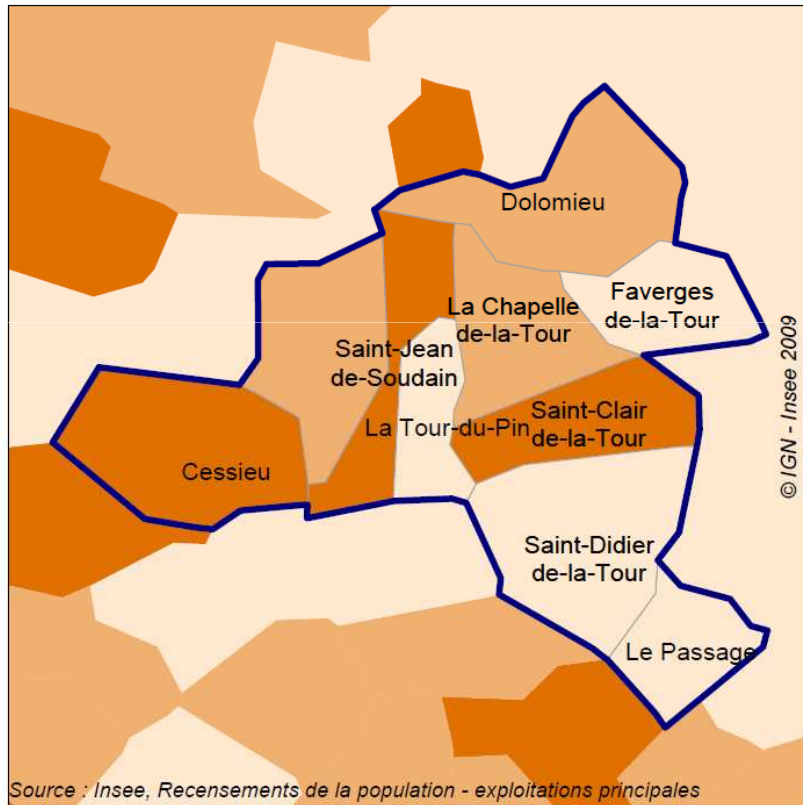 Dolomieu
Faverges
de-la-Tour
La Chapelle
de-la-Tour
Saint-Jean
de-Soudain
La Tour-du-Pin
Saint-Clair
de-la-Tour
Cessieu
Saint-Didier
de-la-Tour
Le Passage
© IGN - Insee 2009
Source : Insee, Recensements de la population - exploitations principales